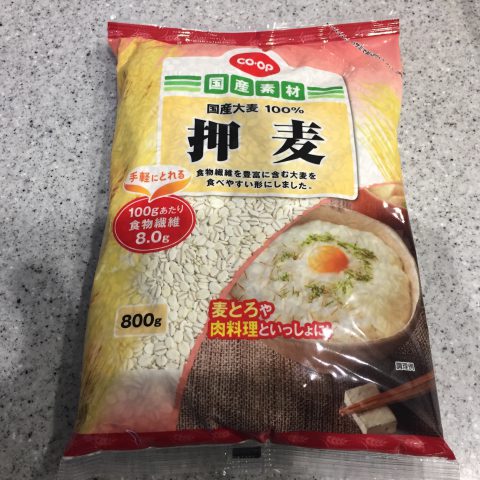 CO・OP
国産素材
国産大麦 100%
押麦
食物繊維を豊富に含む大麦を
食べやすい形にしました。
手軽にとれる
100gあたり
食物繊維
8.0g
800g
麦とろや
肉料理といっしょに!
調理例